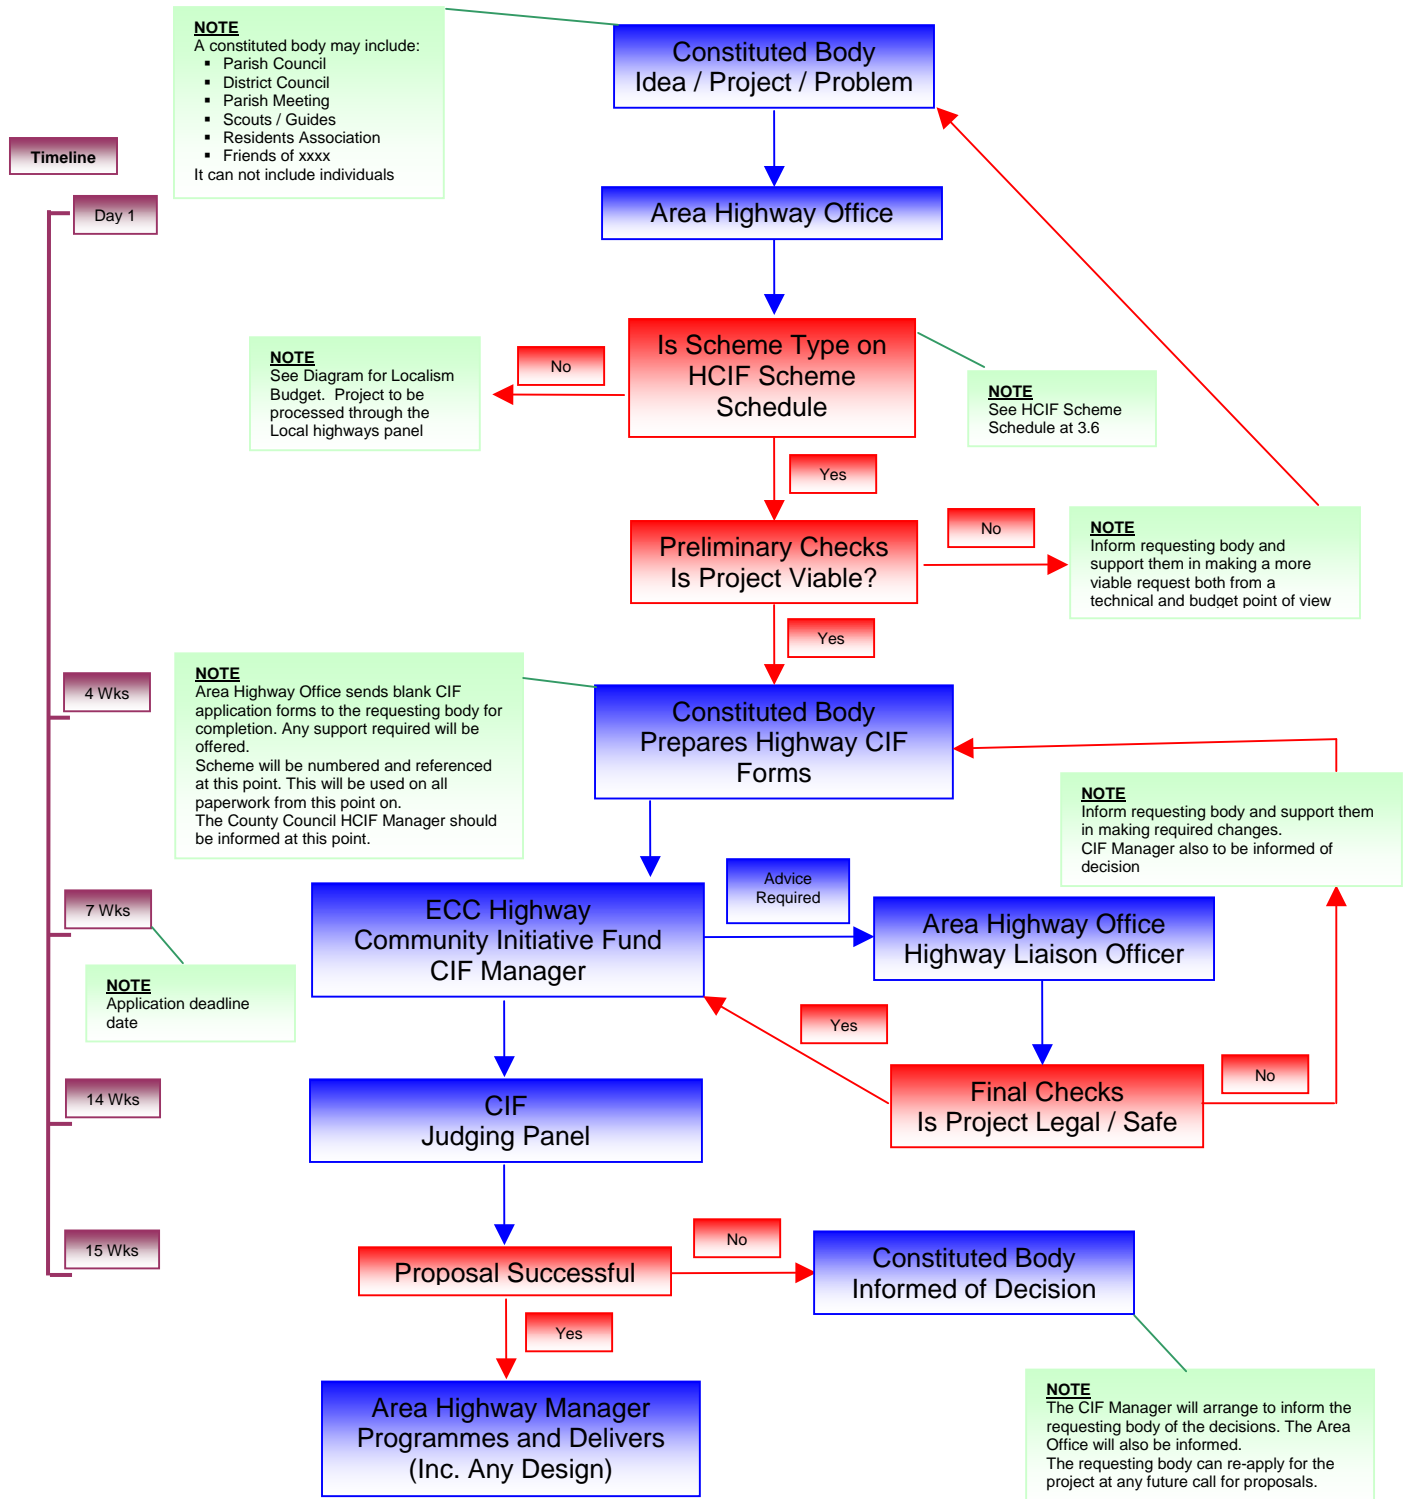 NOTE
A constituted body may include:
▪ Parish Council
▪ District Council
▪ Parish Meeting
▪ Scouts / Guides
▪ Residents Association
▪ Friends of xxxx
It can not include individuals
Constituted Body
Idea / Project / Problem
Timeline
Day 1
Area Highway Office
Is Scheme Type on
HCIF Scheme
Schedule
No
NOTE
See Diagram for Localism
Budget. Project to be
processed through the
Local highways panel
NOTE
See HCIF Scheme
Schedule at 3.6
Yes
Preliminary Checks
Is Project Viable?
No
NOTE
Inform requesting body and
support them in making a more
viable request both from a
technical and budget point of view
Yes
4 Wks
NOTE
Area Highway Office sends blank CIF
application forms to the requesting body for
completion. Any support required will be
offered.
Scheme will be numbered and referenced
at this point. This will be used on all
paperwork from this point on.
The County Council HCIF Manager should
be informed at this point.
Constituted Body
Prepares Highway CIF
Forms
NOTE
Inform requesting body and support them
in making required changes.
CIF Manager also to be informed of
decision
7 Wks
NOTE
Application deadline
date
ECC Highway
Community Initiative Fund
CIF Manager
Advice
Required
Area Highway Office
Highway Liaison Officer
Yes
Final Checks
Is Project Legal / Safe
No
14 Wks
CIF
Judging Panel
15 Wks
Proposal Successful
No
Constituted Body
Informed of Decision
Yes
Area Highway Manager
Programmes and Delivers
(Inc. Any Design)
NOTE
The CIF Manager will arrange to inform the
requesting body of the decisions. The Area
Office will also be informed.
The requesting body can re-apply for the
project at any future call for proposals.